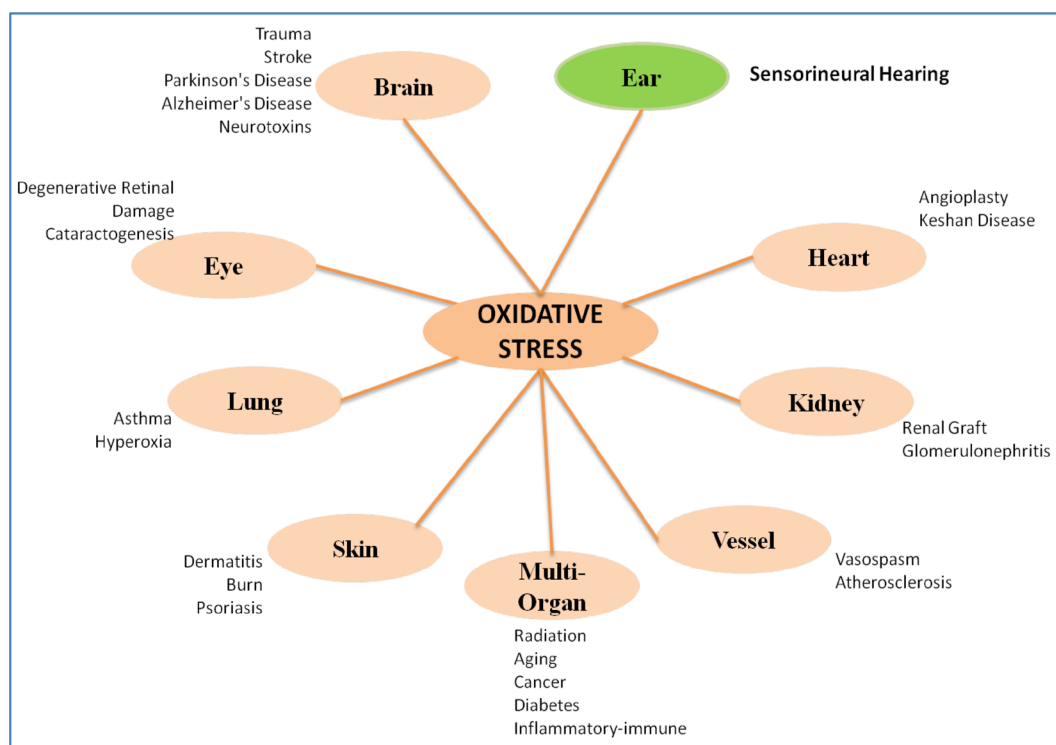 Trauma
Stroke
Parkinson's Disease
Alzheimer's Disease
Neurotoxins
Brain
Ear
Sensorineural Hearing
Degenerative Retinal
Damage
Cataractogenesis
Eye
Angioplasty
Keshan Disease
Heart
OXIDATIVE
STRESS
Lung
Asthma
Hyperoxia
Kidney
Renal Graft
Glomerulonephritis
Skin
Dermatitis
Burn
Psoriasis
Multi-
Organ
Radiation
Aging
Cancer
Diabetes
Inflammatory-immune
Vessel
Vasospasm
Atherosclerosis